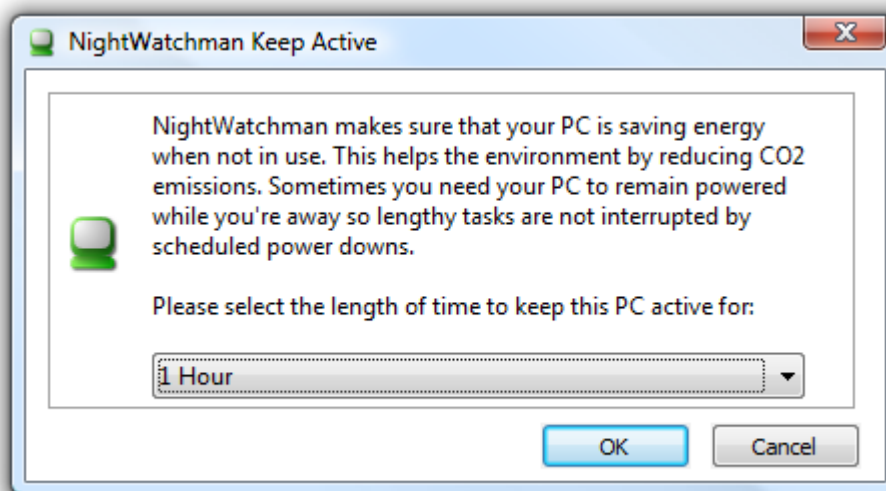 NightWatchman Keep Active
NightWatchman makes sure that your PC is saving energy
when not in use. This helps the environment by reducing CO2
emissions. Sometimes you need your PC to remain powered
while you're away so lengthy tasks are not interrupted by
scheduled power downs.
Please select the length of time to keep this PC active for:
1 Hour
OK Cancel